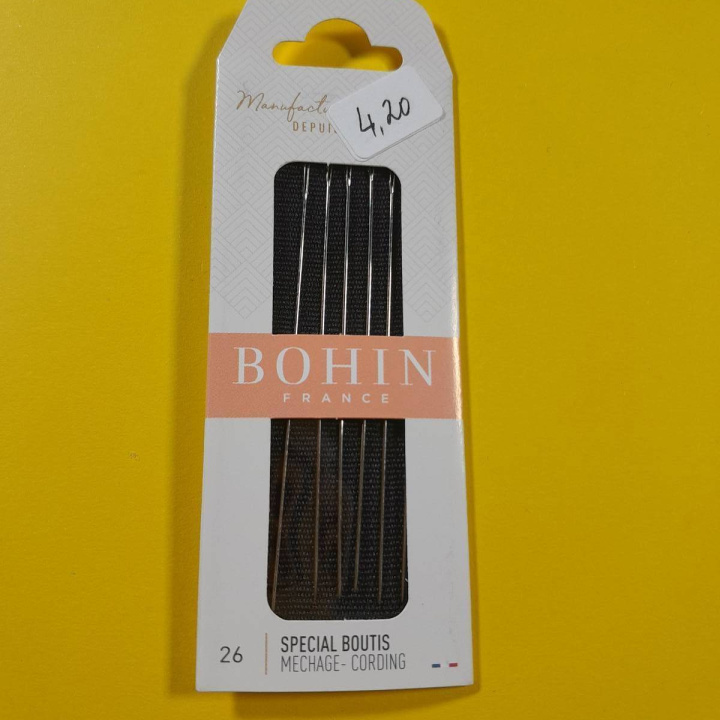 4,20
DEPUIS
BOHIN
FRANCE
26
SPECIAL BOUTIS
MECHAGE- CORDING